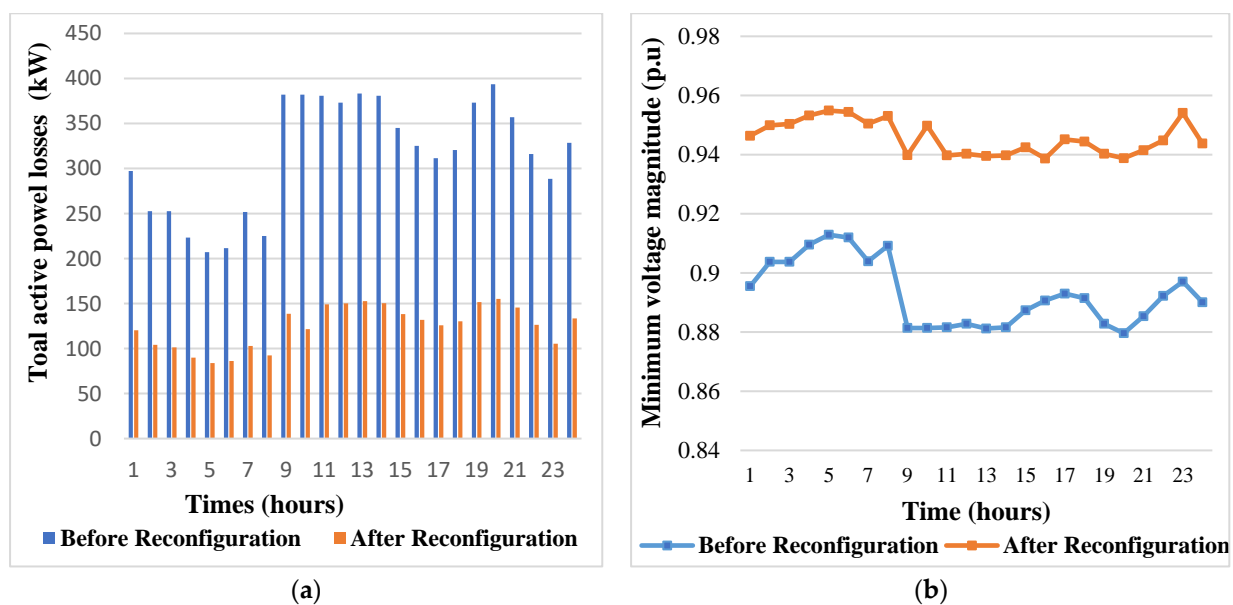 450
400
350
300
250
200
150
100
50
0
Toal active powel losses (kW)
1 3 5 7 9 11 13 15 17 19 21 23
Times (hours)
Before Reconfiguration After Reconfiguration
(a)
0.98
0.96
0.94
0.92
0.9
0.88
0.86
0.84
Minimum voltage magnitude (p.u)
1 3 5 7 9 11 13 15 17 19 21 23
Time (hours)
Before Reconfiguration After Reconfiguration
(b)